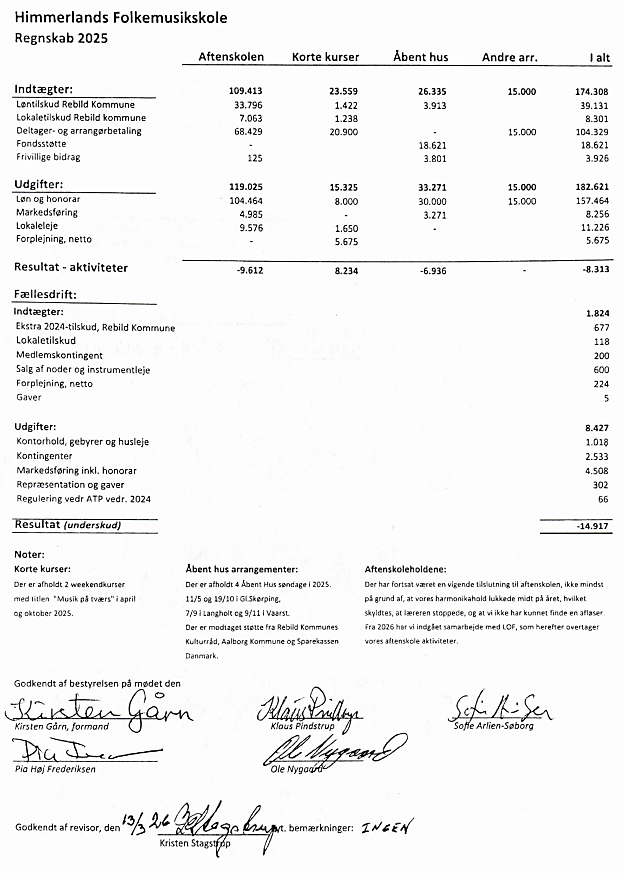 Himmerlands Folkemusikskole
Regnskab 2025
Aftenskolen Korte kurser Åbent hus Andre arr. I alt
Indtægter: 109.413 23.559 26.335 15.000 174.308
Løntilskud Rebild Kommune 33.796 1.422 3.913 39.131
Lokaletilskud Rebild kommune 7.063 1.238 8.301
Deltager- og arrangørbetaling 68.429 20.900 - 15.000 104.329
Fondsstøtte - 18.621 18.621
Frivillige bidrag 125 3.801 3.926
Udgifter: 119.025 15.325 33.271 15.000 182.621
Løn og honorar 104.464 8.000 30.000 15.000 157.464
Markedsføring 4.985 - 3.271 8.256
Lokaleleje 9.576 1.650 - 11.226
Forplejning, netto - 5.675 5.675
Resultat - aktiviteter -9.612 8.234 -6.936 - -8.313
Fællesdrift:
Indtægter: 1.824
Ekstra 2024-tilskud, Rebild Kommune 677
Lokaletilskud 118
Medlemskontingent 200
Salg af noder og instrumentleje 600
Forplejning, netto 224
Gaver 5
Udgifter: 8.427
Kontorhold, gebyrer og husleje 1.018
Kontingenter 2.533
Markedsføring inkl. honorar 4.508
Repræsentation og gaver 302
Regulering vedr ATP vedr. 2024 66
Resultat (underskud) -14.917
Noter:
Korte kurser:
Der er afholdt 2 weekendkurser
med titlen "Musik på tværs" i april
og oktober 2025.
Åbent hus arrangementer:
Der er afholdt 4 Åbent Hus søndage i 2025.
11/5 og 19/10 i Gl.Skørping,
7/9 i Langholt og 9/11 i Vaarst.
Der er modtaget støtte fra Rebild Kommunes
Kulturråd, Aalborg Kommune og Sparekassen
Danmark.
Aftenskoleholdene:
Der har fortsat været en vigende tilslutning til aftenskolen, ikke mindst
på grund af, at vores harmonikahold lukkede midt på året, hvilket
skyldtes, at læreren stoppede, og at vi ikke har kunnet finde en afløser.
Fra 2026 har vi indgået samarbejde med LOF, som herefter overtager
vores aftenskole aktiviteter.
Godkendt af bestyrelsen på mødet den
Kirsten Gårn Klaus Pindstrup
Kirsten Gårn, formand Klaus Pindstrup Sofie Arlien-Søborg
Ole Nygaard
Pia Høj Frederiksen Ole Nygaard
Godkendt af revisor, den 13/3 26 evt. bemærkninger: INGEN
Kristen Stagstrup